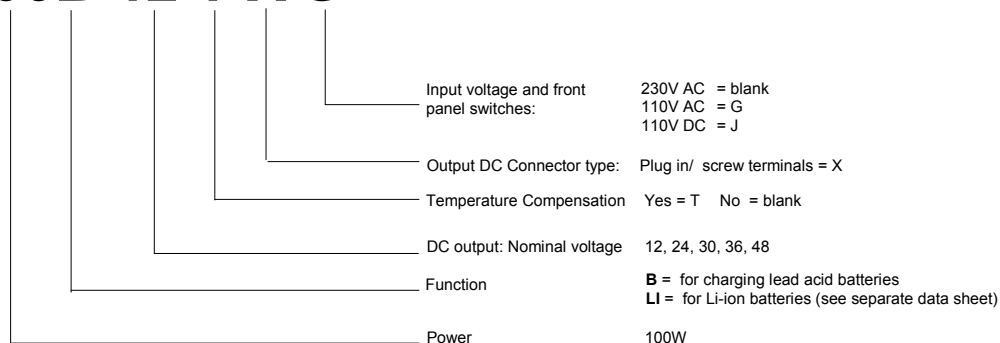 Input voltage and front panel switches: 230V AC = blank
110V AC = G
110V DC = J
Output DC Connector type: Plug in/ screw terminals = X
Temperature Compensation Yes = T No = blank
DC output: Nominal voltage 12, 24, 30, 36, 48
Function B = for charging lead acid batteries
LI = for Li-ion batteries (see separate data sheet)
Power 100W